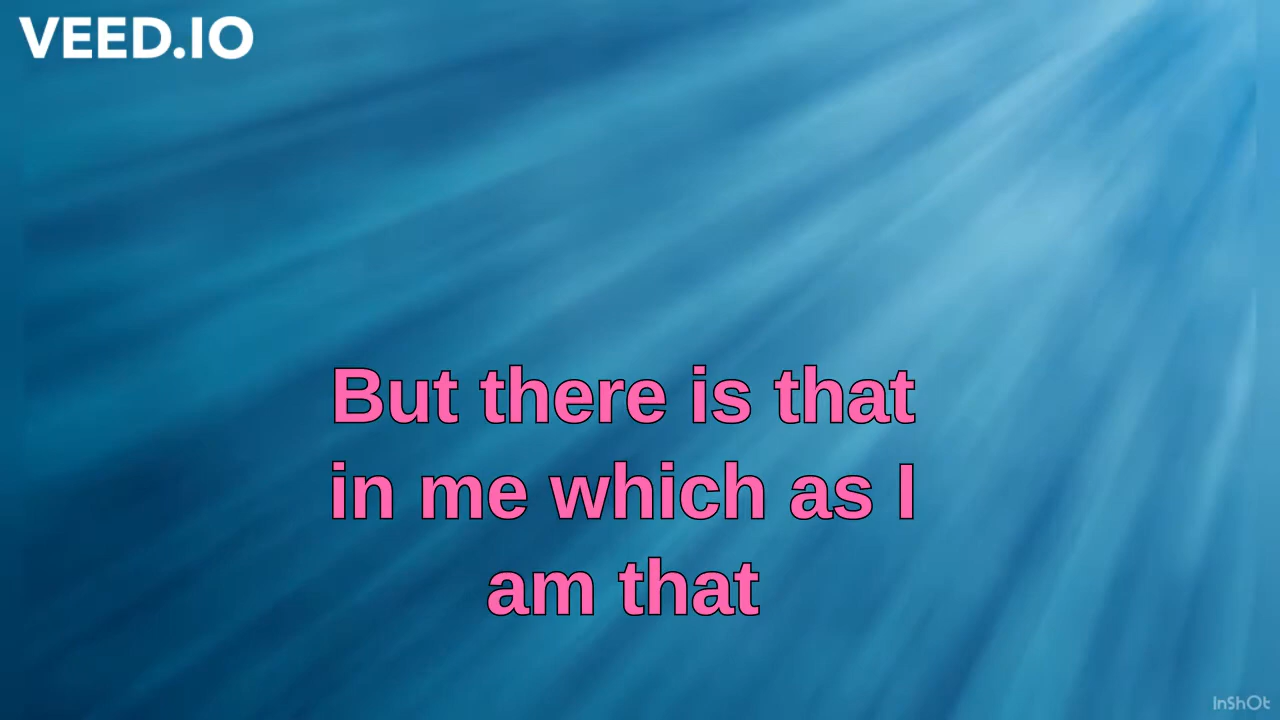 VEED.IO
But there is that
in me which as I
am that
InShOt